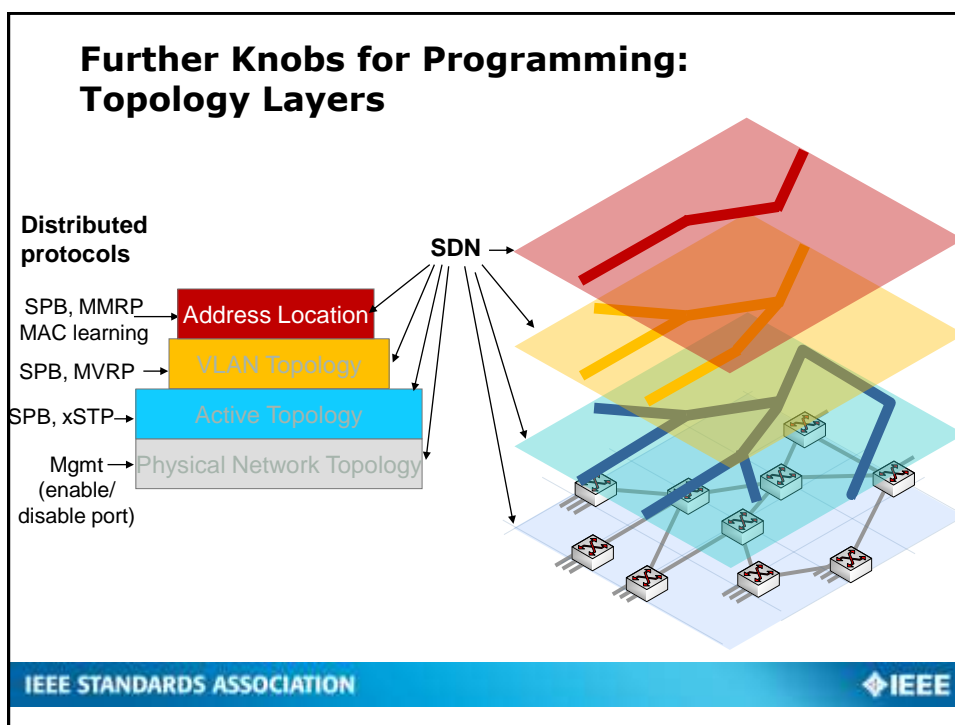 Further Knobs for Programming:
Topology Layers
Distributed
protocols
SDN
SPB, MMRP
MAC learning
Address Location
SPB, MVRP
VLAN Topology
SPB, xSTP
Active Topology
Mgmt
(enable/
disable port)
Physical Network Topology
IEEE STANDARDS ASSOCIATION
IEEE